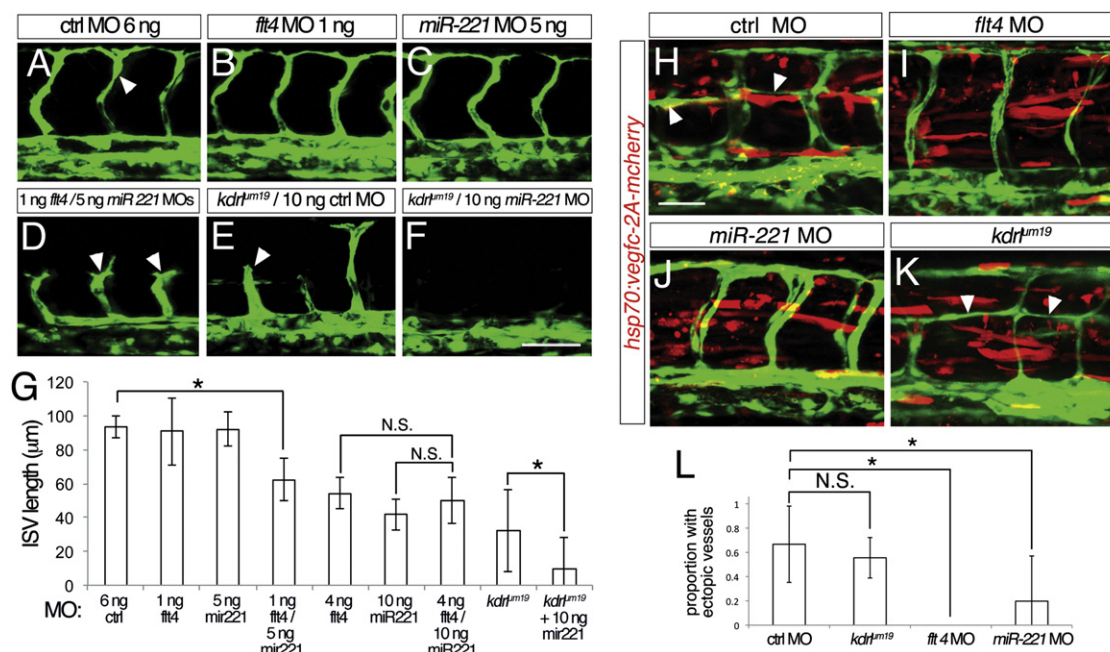 ctrl MO 6 ng
flt4 MO 1 ng
miR-221 MO 5 ng
A
B
C
1 ng flt4/5 ng miR 221 MOs
kdrl^um19 / 10 ng ctrl MO
kdrl^um19 / 10 ng miR-221 MO
D
E
F
G
ISV length (μm)
120
100
80
60
40
20
0
*
N.S.
N.S.
*
MO:
6 ng ctrl
1 ng flt4
5 ng mir221
1 ng flt4 / 5 ng mir221
4 ng flt4
10 ng miR221
4 ng flt4 / 10 ng miR221
kdrl^um19
kdrl^um19 + 10 ng mir221
hsp70:vegfc-2A-mcherry
ctrl MO
flt4 MO
H
I
miR-221 MO
kdrl^um19
J
K
L
proportion with
ectopic vessels
1
0.8
0.6
0.4
0.2
0
N.S.
*
*
ctrl MO
kdrl^um19
flt 4 MO
miR-221 MO